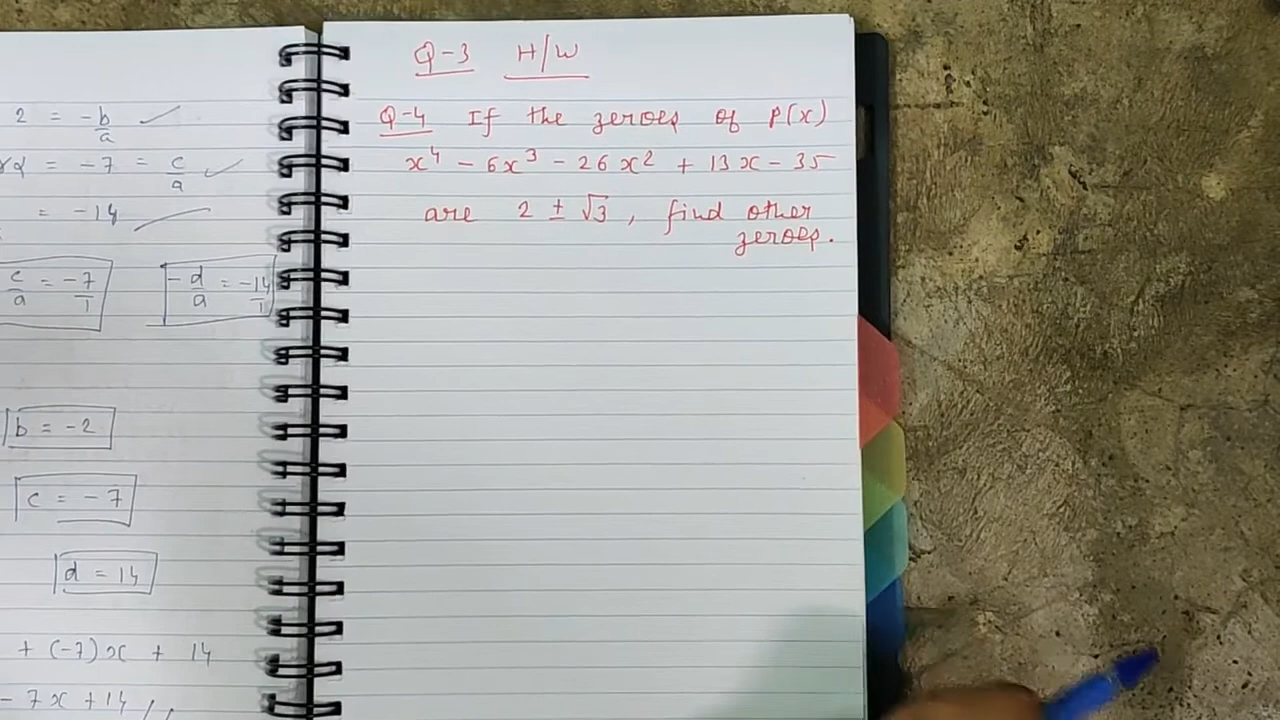 2 = -b/a
= -7 = c/a
= -14
c/a = -7/1
-d/a = -14/1
b = -2
c = -7
d = 14
+ (-7)x + 14
- 7x + 14 //
Q-3 H/W
Q-4 If the zeroes of P(x)
x⁴ - 6x³ - 26x² + 13x - 35
are 2 ± √3, find other
zeroes.